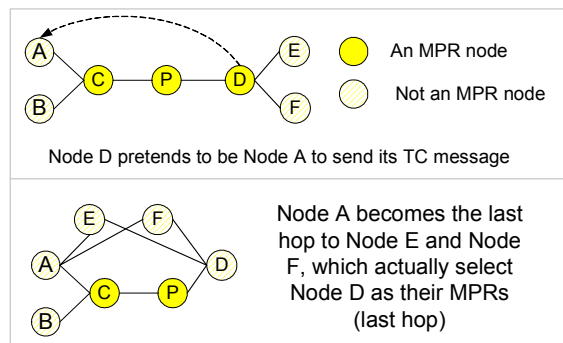 A
E
An MPR node
C
P
D
B
F
Not an MPR node
Node D pretends to be Node A to send its TC message
E
F
A
D
C
P
B
Node A becomes the last
hop to Node E and Node
F, which actually select
Node D as their MPRs
(last hop)